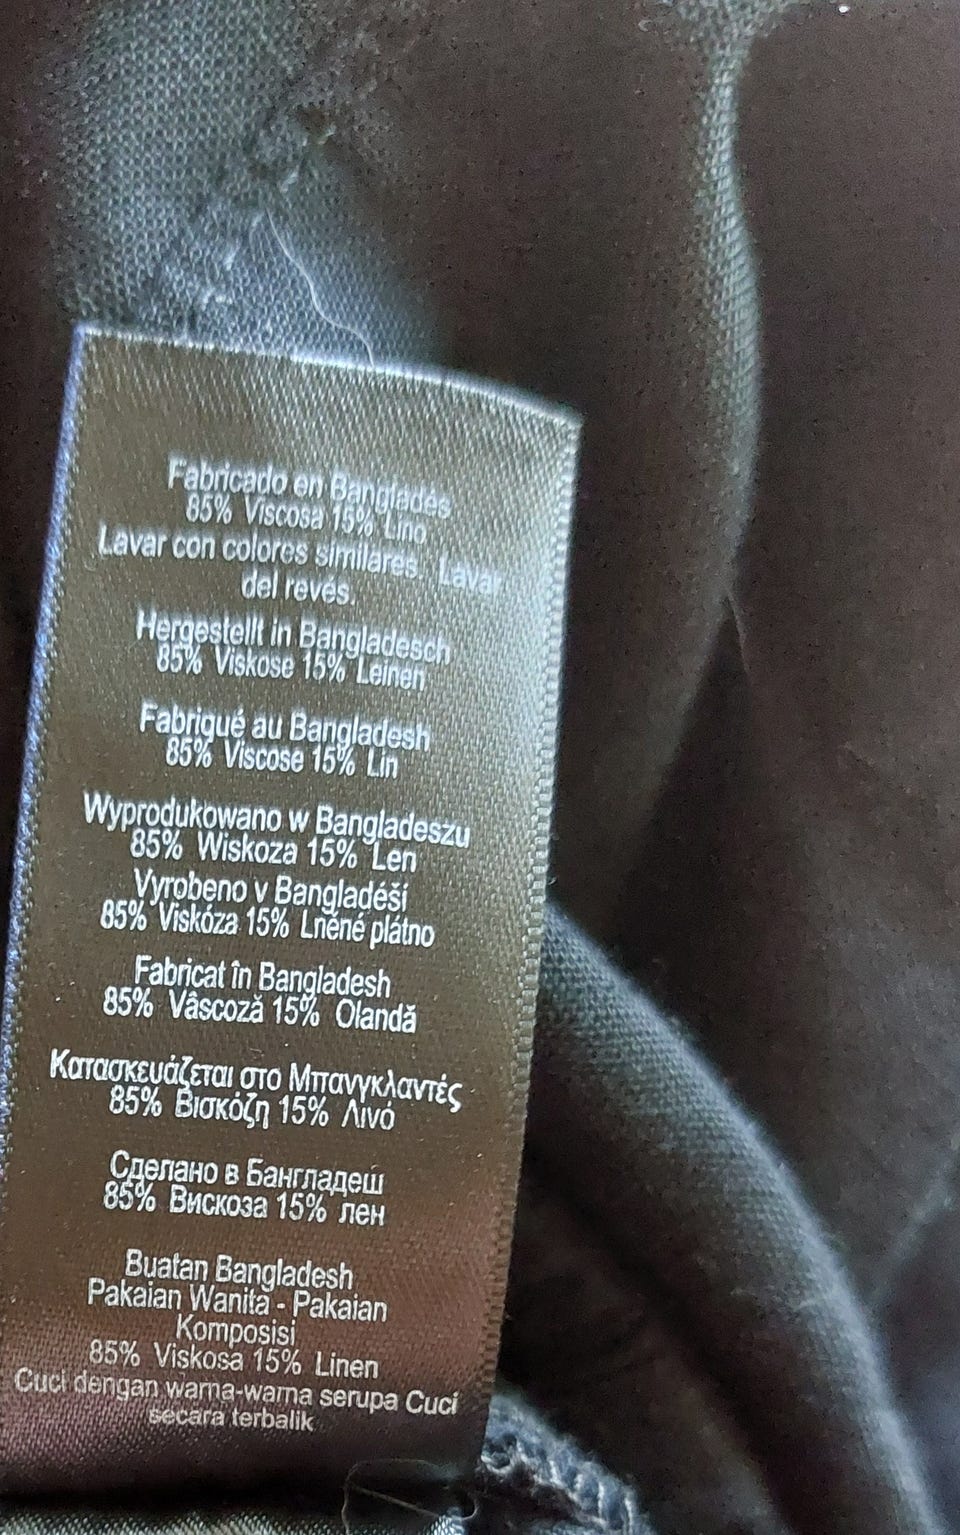 Fabricado en Bangladés
85% Viscosa 15% Lino
Lavar con colores similares. Lavar
del revés.
Hergestellt in Bangladesch
85% Viskose 15% Leinen
Fabriqué au Bangladesh
85% Viscose 15% Lin
Wyprodukowano w Bangladeszu
85% Wiskoza 15% Len
Vyrobeno v Bangladéši
85% Viskóza 15% Lněné plátno
Fabricat în Bangladesh
85% Vâscoză 15% Olandă
Κατασκευάζεται στο Μπανγκλαντές
85% Βισκόζη 15% Λινό
Сделано в Бангладеш
85% Вискоза 15% лен
Buatan Bangladesh
Pakaian Wanita - Pakaian
Komposisi
85% Viskosa 15% Linen
Cuci dengan warna-warna serupa Cuci
secara terbalik